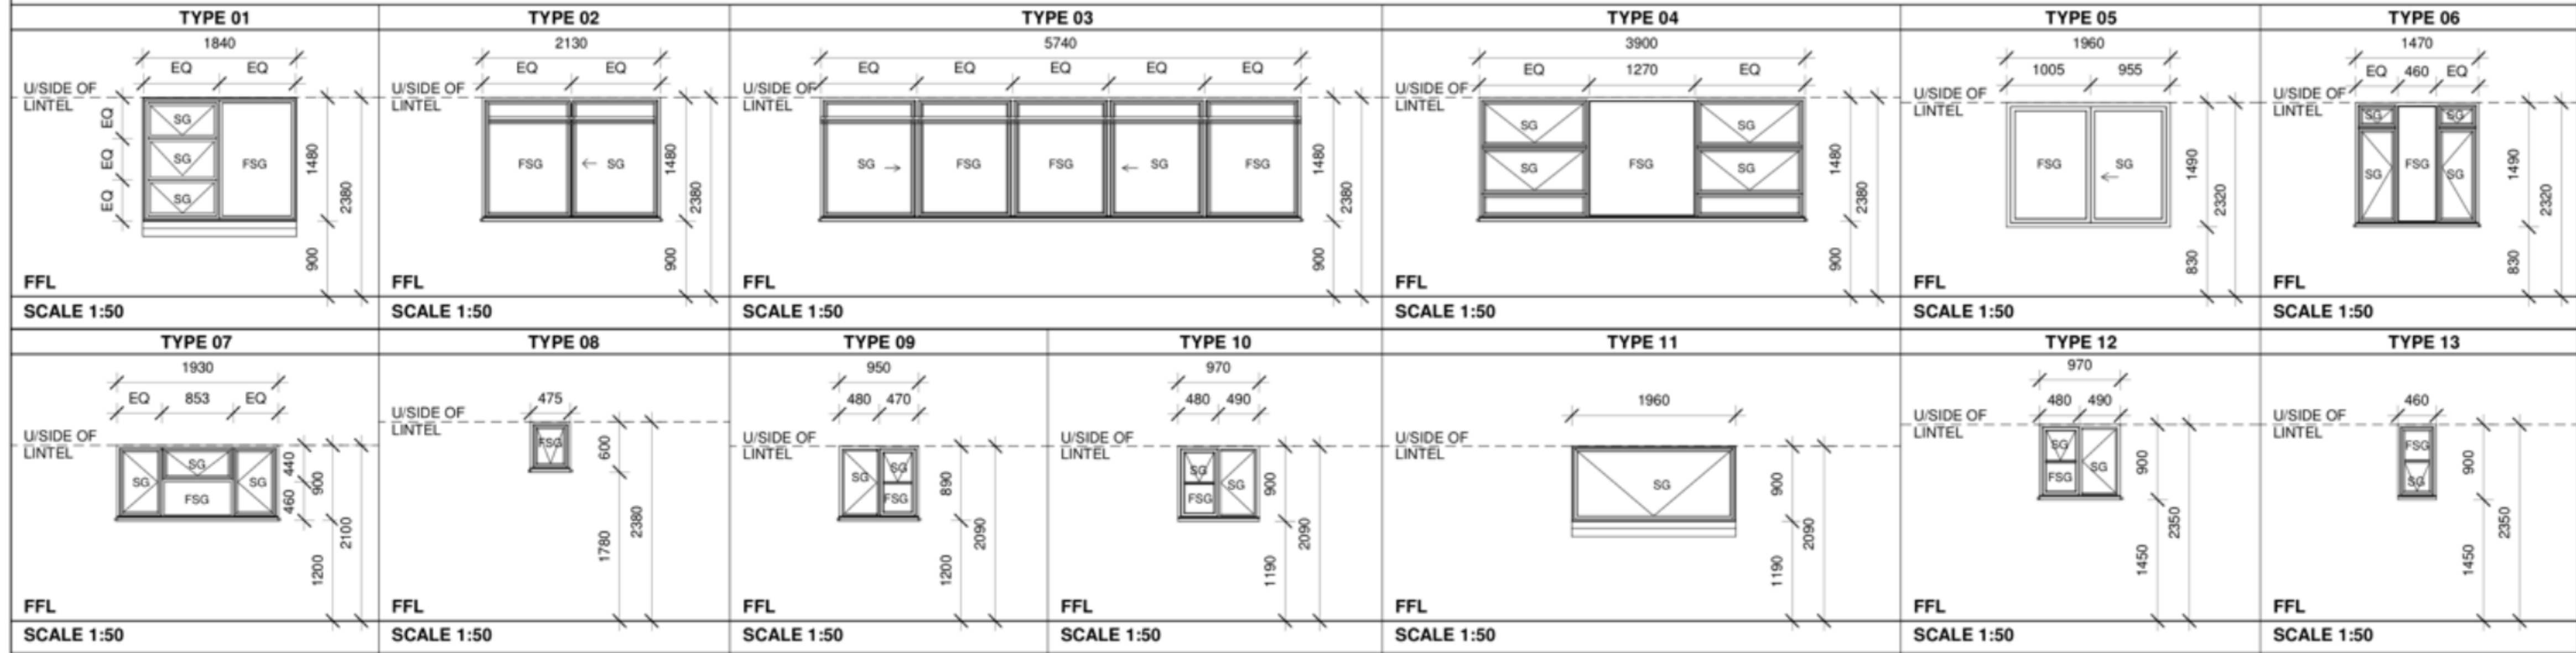 TYPE 01
1840
EQ EQ
U/SIDE OF
LINTEL
EQ
EQ
EQ
SG
SG
SG
FSG
1480
2380
900
FFL
SCALE 1:50
TYPE 02
2130
EQ EQ
U/SIDE OF
LINTEL
FSG
SG
1480
2380
900
FFL
SCALE 1:50
TYPE 03
5740
EQ EQ EQ EQ EQ
U/SIDE OF
LINTEL
SG
FSG
FSG
SG
FSG
1480
2380
900
FFL
SCALE 1:50
TYPE 04
3900
EQ 1270 EQ
U/SIDE OF
LINTEL
SG
SG
FSG
SG
SG
1480
2380
900
FFL
SCALE 1:50
TYPE 05
1960
1005 955
U/SIDE OF
LINTEL
FSG
SG
1490
2320
830
FFL
SCALE 1:50
TYPE 06
1470
EQ 460 EQ
U/SIDE OF
LINTEL
SG
SG
FSG
SG
SG
1490
2320
830
FFL
SCALE 1:50
TYPE 07
1930
EQ 853 EQ
U/SIDE OF
LINTEL
SG
SG
FSG
SG
440
460
900
2100
1200
FFL
SCALE 1:50
TYPE 08
475
U/SIDE OF
LINTEL
FSG
600
2380
1780
FFL
SCALE 1:50
TYPE 09
950
480 470
U/SIDE OF
LINTEL
SG
SG
FSG
890
2090
1200
FFL
SCALE 1:50
TYPE 10
970
480 490
U/SIDE OF
LINTEL
SG
FSG
SG
900
2090
1190
FFL
SCALE 1:50
TYPE 11
1960
U/SIDE OF
LINTEL
SG
900
2090
1190
FFL
SCALE 1:50
TYPE 12
970
480 490
U/SIDE OF
LINTEL
SG
FSG
SG
900
2350
1450
FFL
SCALE 1:50
TYPE 13
460
U/SIDE OF
LINTEL
FSG
SG
900
2350
1450
FFL
SCALE 1:50